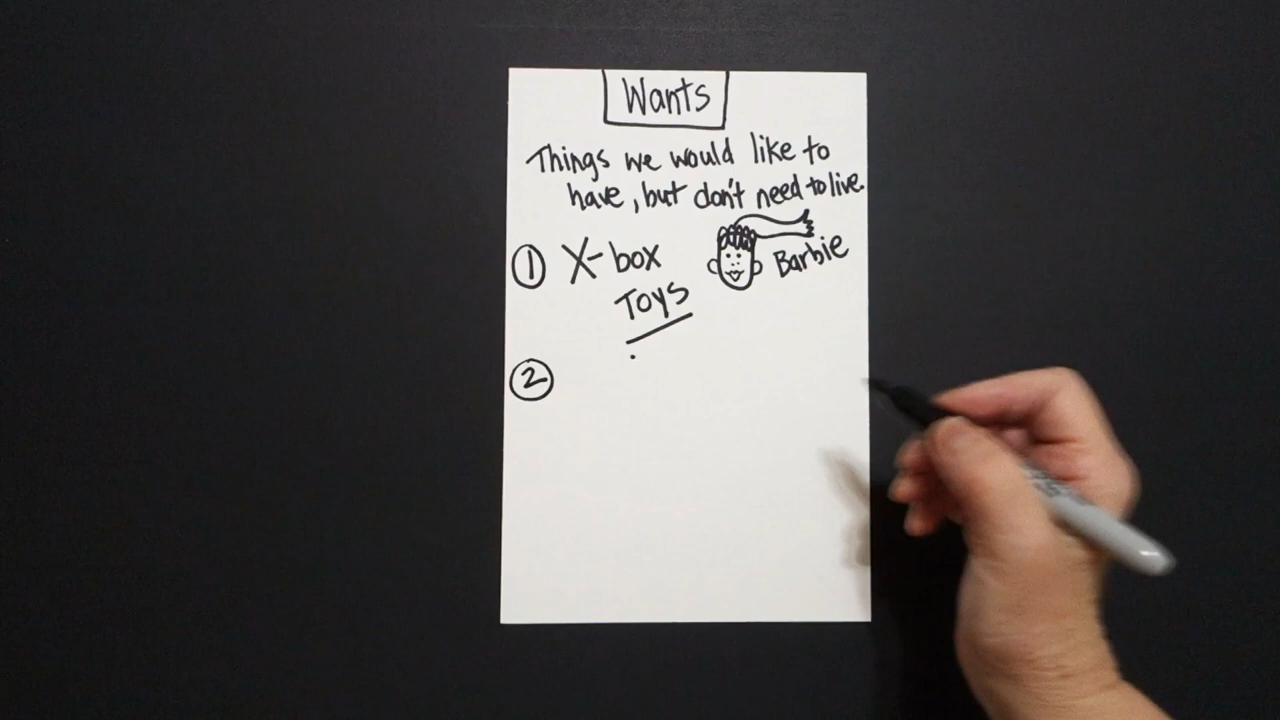 Wants
Things we would like to
have, but don't need to live.
① X-box
Barbie
Toys
②